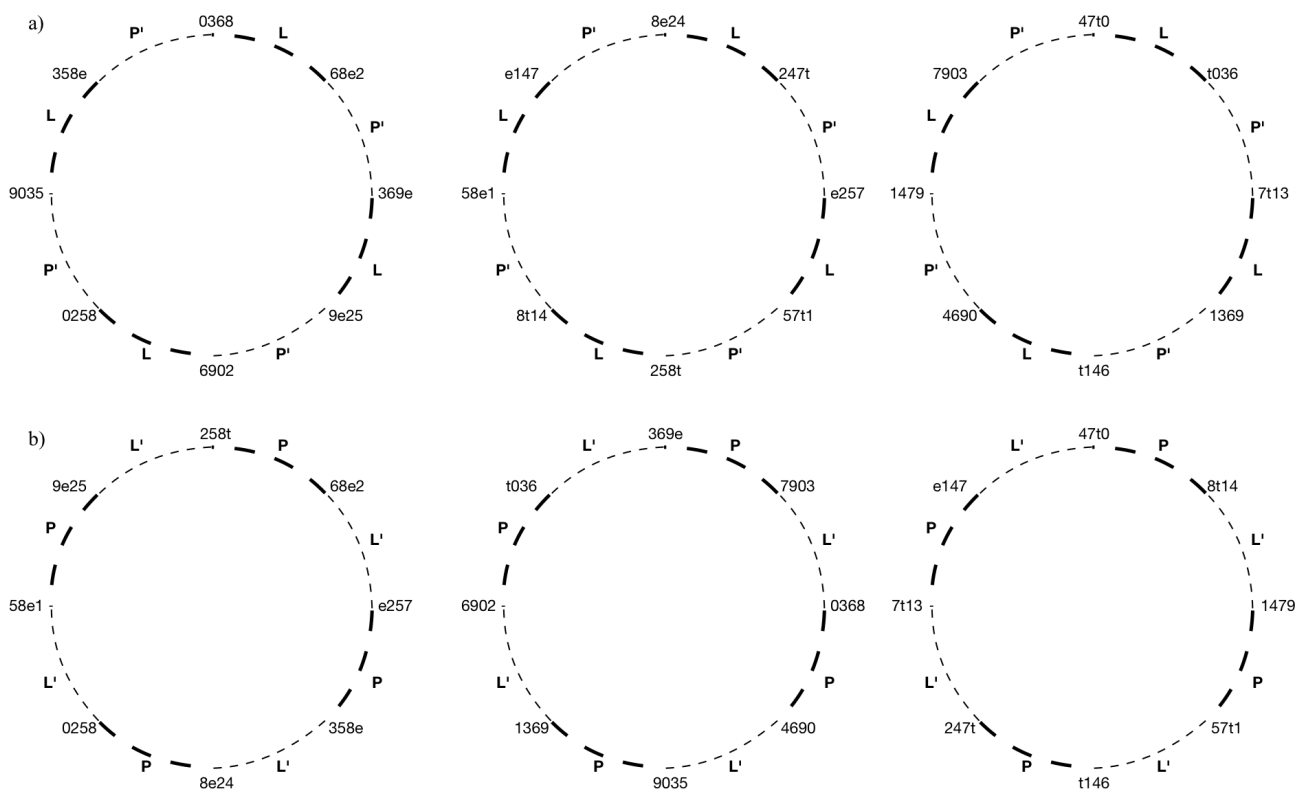 a)
0368
L
68e2
P'
369e
L
9e25
P'
6902
L
0258
P'
9035
L
358e
P'
8e24
L
247t
P'
e257
L
57t1
P'
258t
L
8t14
P'
58e1
L
e147
P'
47t0
L
t036
P'
7t13
L
1369
P'
t146
L
4690
P'
1479
L
7903
P'
b)
258t
P
68e2
L'
e257
P
358e
L'
8e24
P
0258
L'
58e1
P
9e25
L'
369e
P
7903
L'
0368
P
4690
L'
9035
P
1369
L'
6902
P
t036
L'
47t0
P
8t14
L'
1479
P
57t1
L'
t146
P
247t
L'
7t13
P
e147
L'